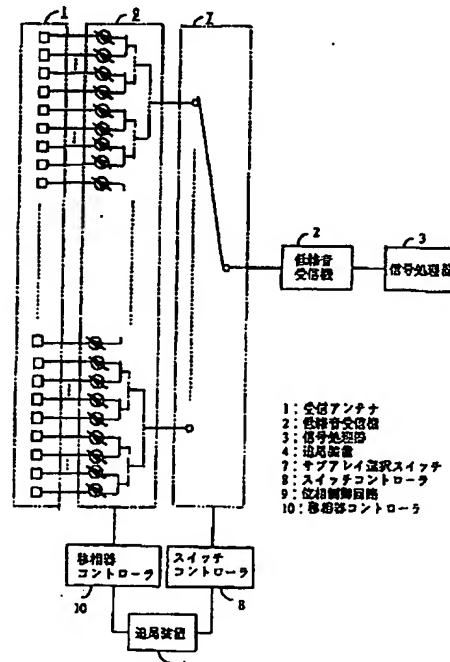 1
9
7
2
低雑音
受信機
3
信号処理器
1：受信アンテナ
2：低雑音受信機
3：信号処理器
4：追尾装置
7：サブアレイ選択スイッチ
8：スイッチコントローラ
9：位相制御回路
10：移相器コントローラ
移相器
コントローラ
10
スイッチ
コントローラ
8
追尾装置